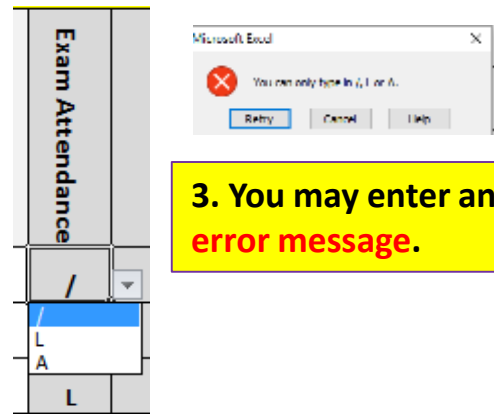 Exam Attendance
/
/
L
A
L
Microsoft Excel
You can only type in /, L or A.
Retry Cancel Help
3. You may enter an
error message.